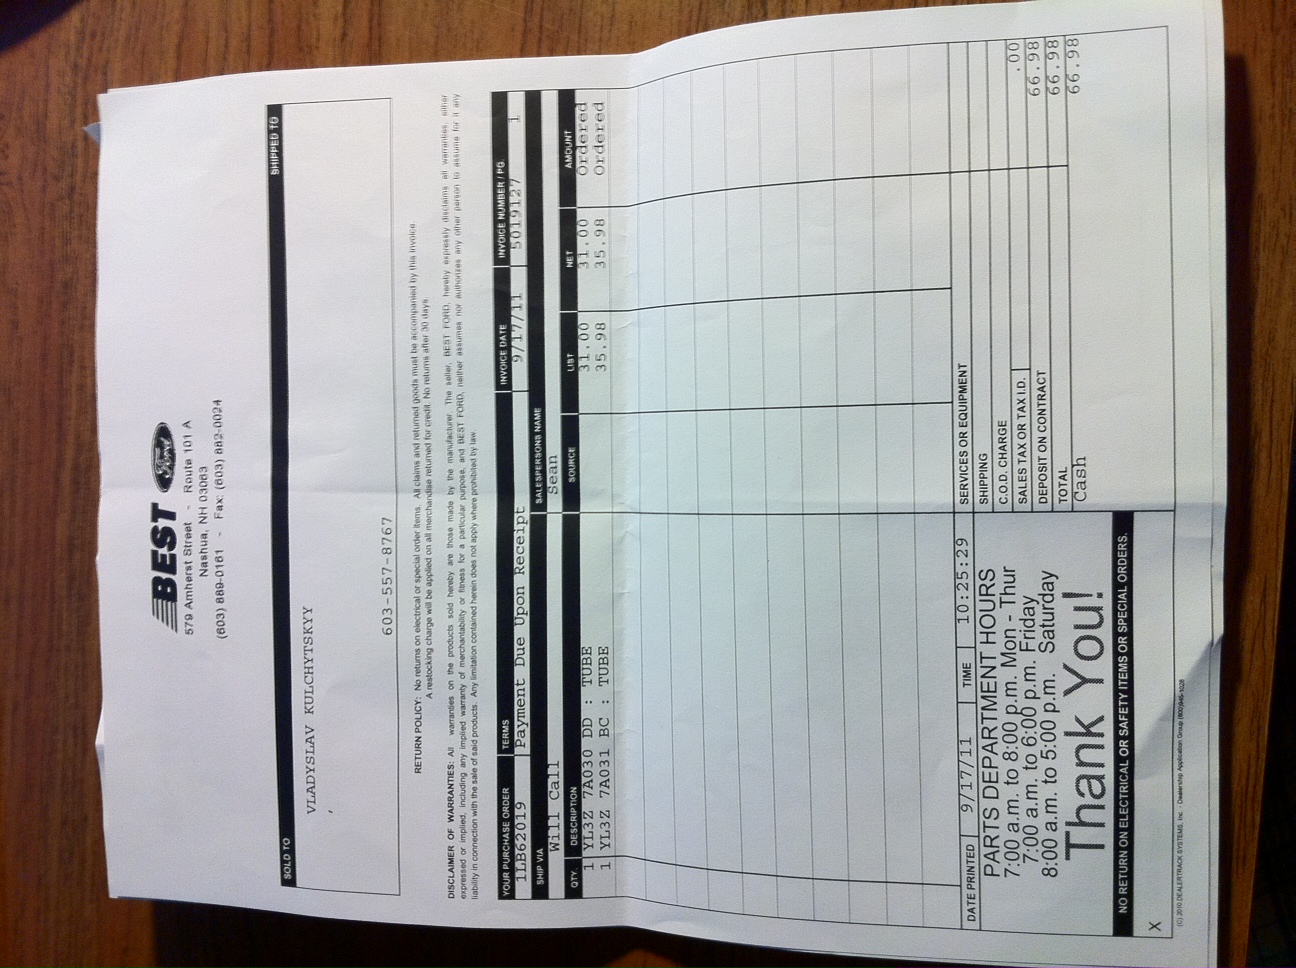 BEST Ford
579 Amherst Street - Route 101 A
Nashua, NH 03063
(603) 889-0161 - Fax: (603) 882-0024
SOLD TO SHIPPED TO
VLADYSLAV KULCHYTSKYY
,
603-557-8767
RETURN POLICY: No returns on electrical or special order items. All claims and returned goods must be accompanied by this invoice.
A restocking charge will be applied on all merchandise returned for credit. No returns after 30 days.
DISCLAIMER OF WARRANTIES: All warranties on the products sold hereby are those made by the manufacturer. The seller, BEST FORD, hereby expressly disclaims all warranties, either
expressed or implied, including any implied warranty of merchantability or fitness for a particular purpose, and BEST FORD, neither assumes nor authorizes any other person to assume for it any
liability in connection with the sale of said products. Any limitation contained herein does not apply where prohibited by law.
YOUR PURCHASE ORDER TERMS INVOICE DATE INVOICE NUMBER / PG.
1LB62019 Payment Due Upon Receipt 9/17/11 5019127 1
SHIP VIA SALESPERSONS NAME
Will Call Sean
QTY. DESCRIPTION SOURCE LIST NET AMOUNT
1 YL3Z 7A030 DD : TUBE 31.00 31.00 Ordered
1 YL3Z 7A031 BC : TUBE 35.98 35.98 Ordered
DATE PRINTED 9/17/11 TIME 10:25:29
PARTS DEPARTMENT HOURS
7:00 a.m. to 8:00 p.m. Mon - Thur
7:00 a.m. to 6:00 p.m. Friday
8:00 a.m. to 5:00 p.m. Saturday
Thank You!
NO RETURN ON ELECTRICAL OR SAFETY ITEMS OR SPECIAL ORDERS.
X
SERVICES OR EQUIPMENT
SHIPPING
C.O.D. CHARGE
SALES TAX OR TAX I.D. .00
DEPOSIT ON CONTRACT 66.98
TOTAL 66.98
Cash 66.98
(C) 2010 DEALERTRACK SYSTEMS, Inc. - Dealership Application Group (800)945-1026